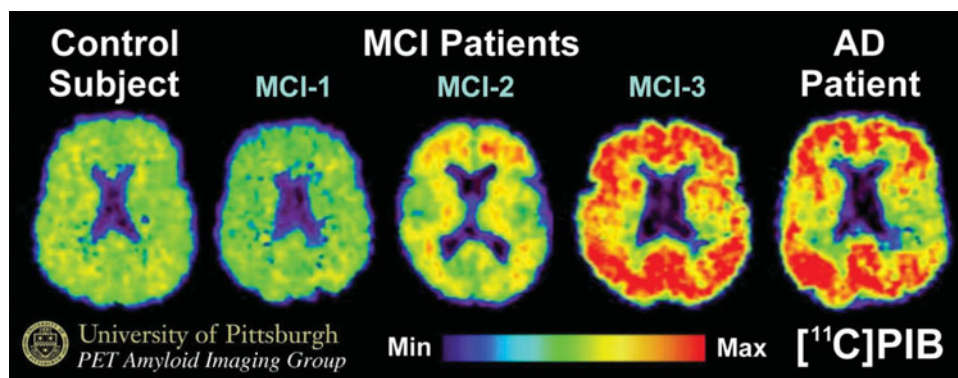 Control Subject
MCI Patients
AD Patient
MCI-1
MCI-2
MCI-3
University of Pittsburgh
PET Amyloid Imaging Group
Min
Max
[¹¹C]PIB